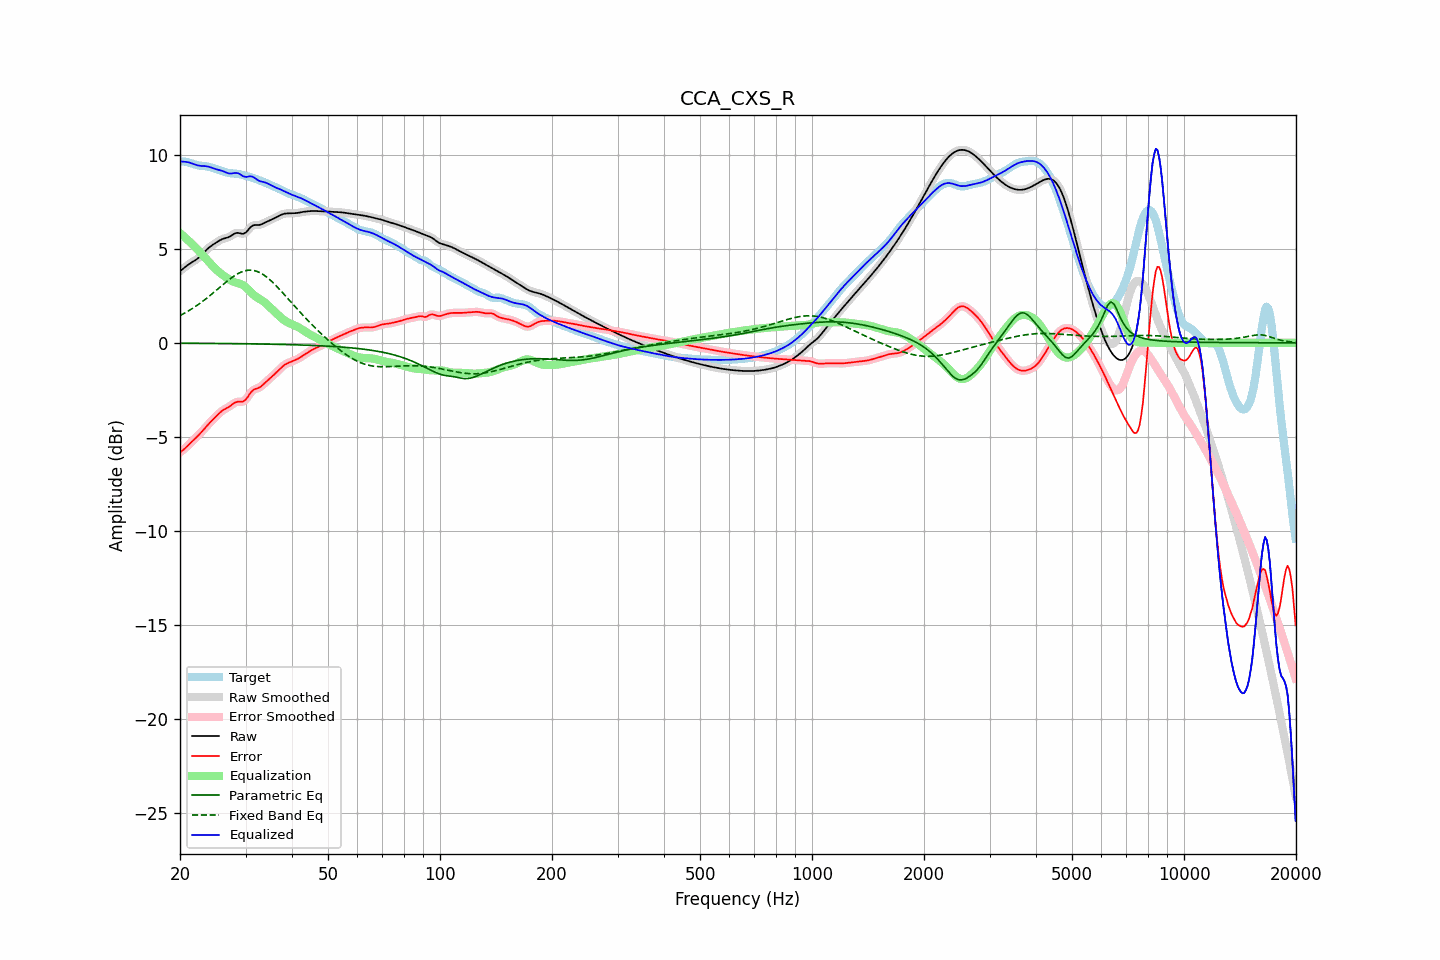 CCA_CXS_R
Amplitude (dBr)
10
5
0
−5
−10
−15
−20
−25
Target
Raw Smoothed
Error Smoothed
Raw
Error
Equalization
Parametric Eq
Fixed Band Eq
Equalized
20 50 100 200 500 1000 2000 5000 10000 20000
Frequency (Hz)